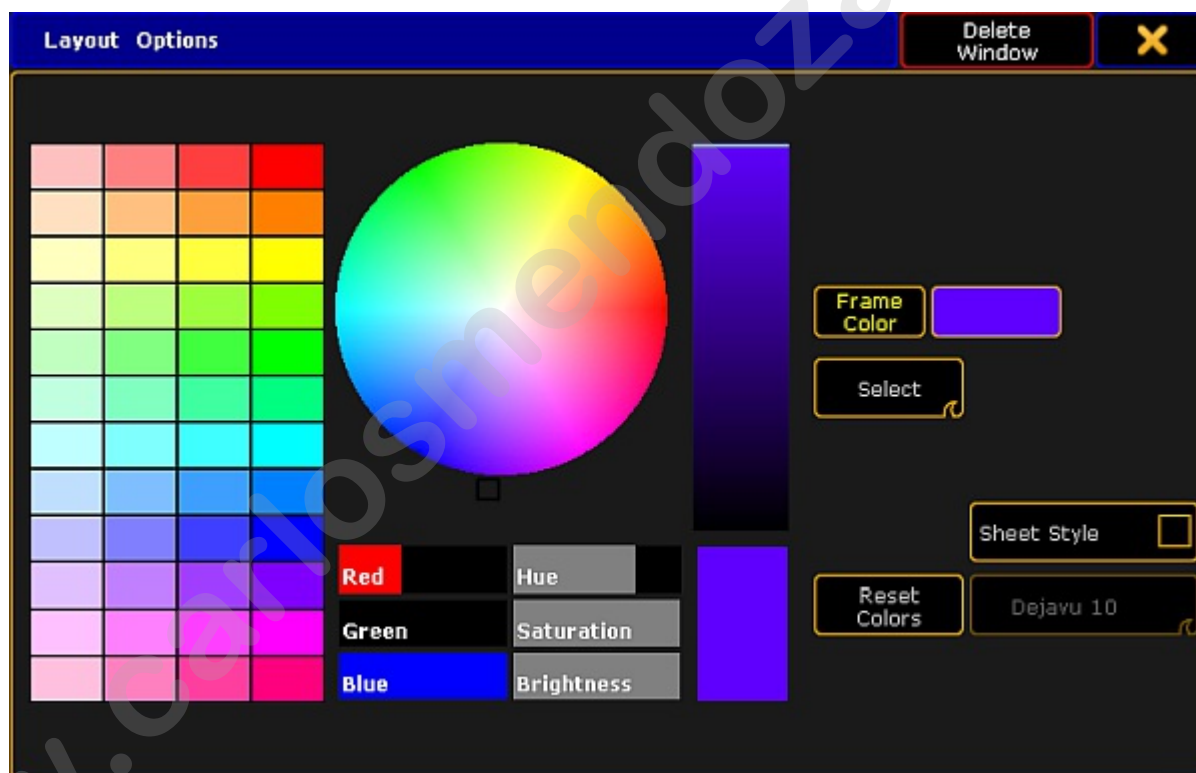 Layout Options
Delete
Window
Frame
Color
Select
Sheet Style
Red
Hue
Reset
Colors
Dejavu 10
Green
Saturation
Blue
Brightness
.carlosmendoza